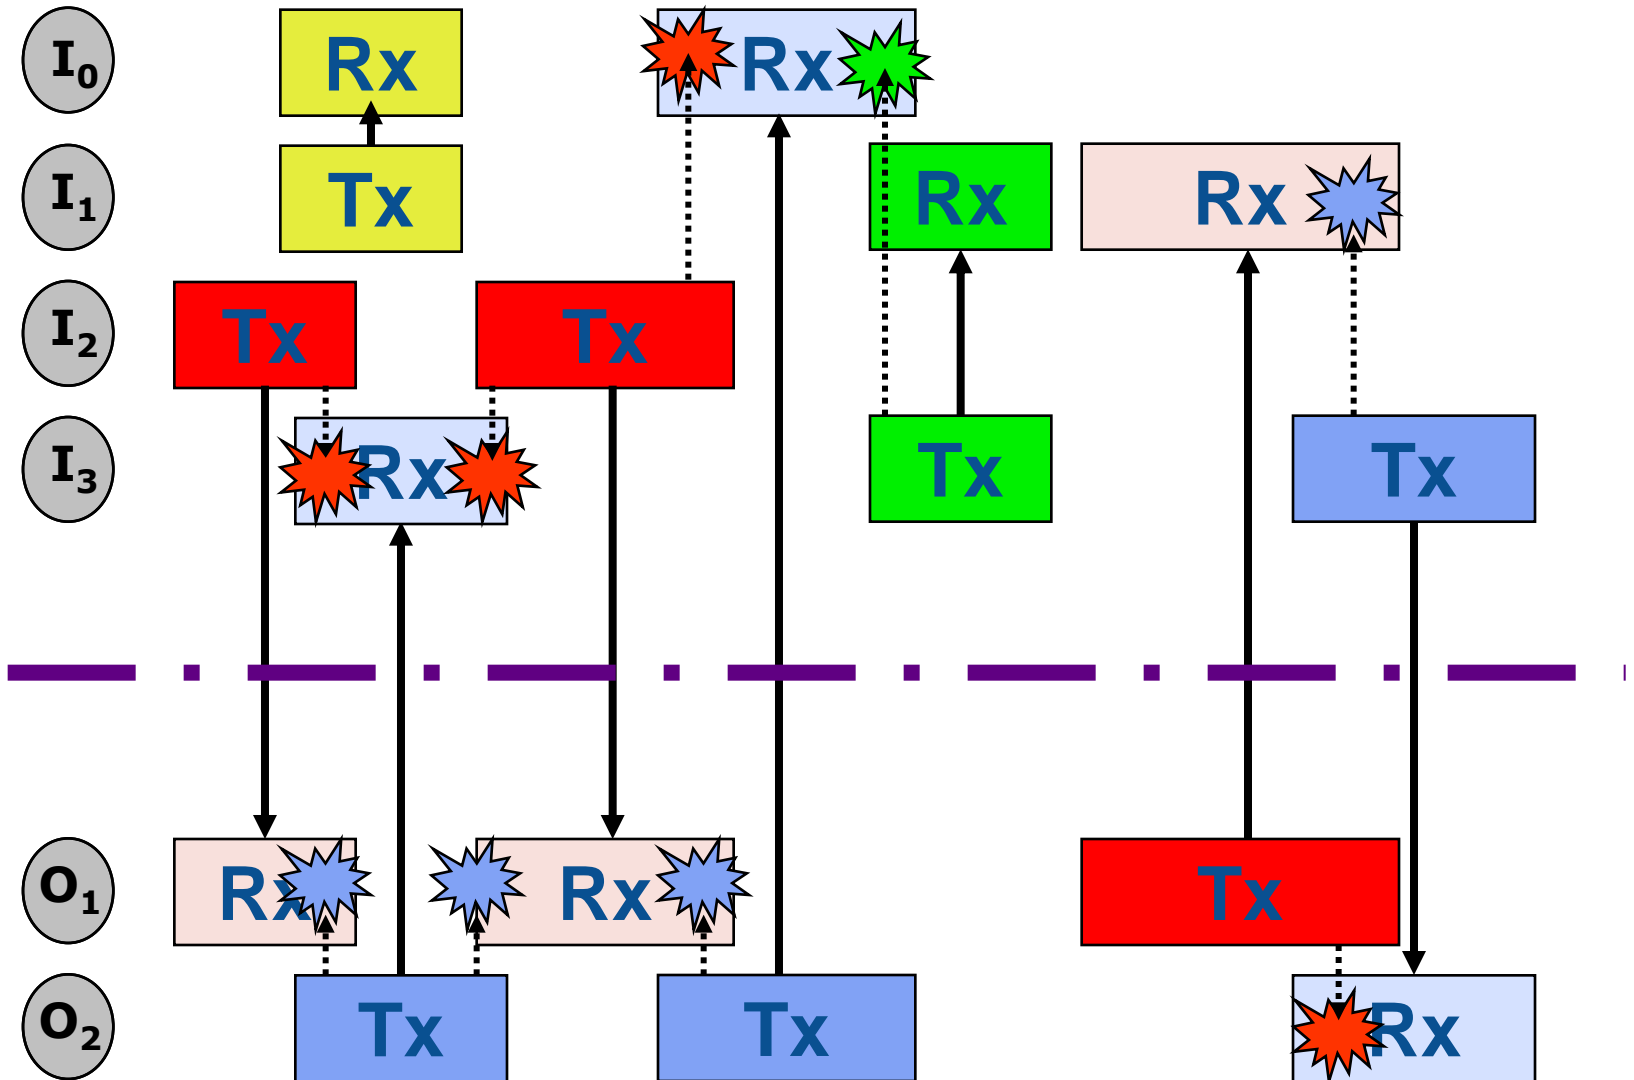 I0 Rx Rx
I1 Tx Rx Rx
I2 Tx Tx
I3 Rx Tx Tx
O1 Rx Rx Tx
O2 Tx Tx Rx